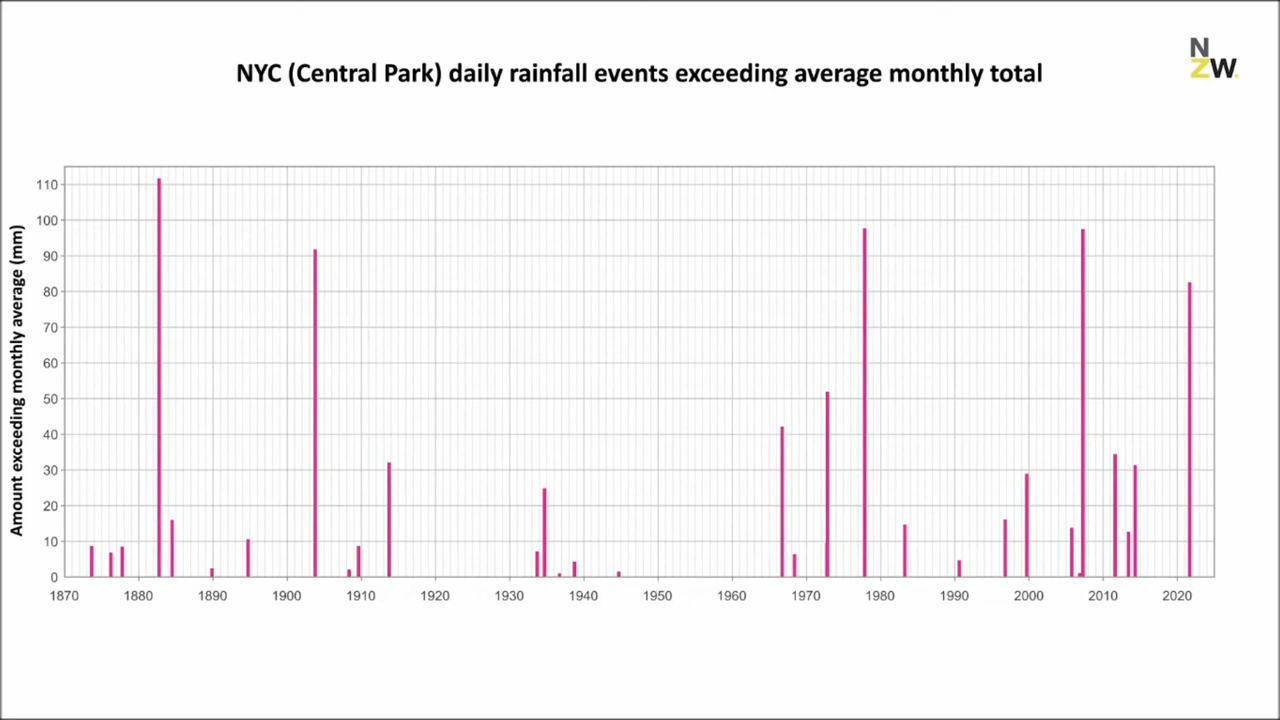 NYC (Central Park) daily rainfall events exceeding average monthly total
N
ZW.
Amount exceeding monthly average (mm)
110
100
90
80
70
60
50
40
30
20
10
0
1870 1880 1890 1900 1910 1920 1930 1940 1950 1960 1970 1980 1990 2000 2010 2020